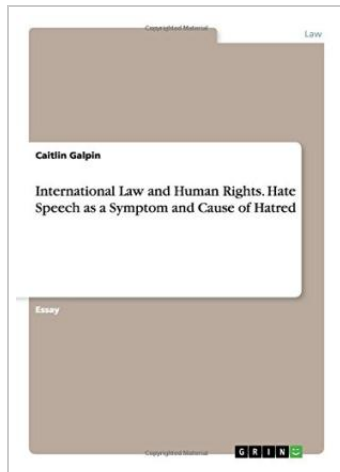 Copyrighted Material
Law
Caitlin Galpin
International Law and Human Rights. Hate
Speech as a Symptom and Cause of Hatred
Essay
Copyrighted Material
GRIN